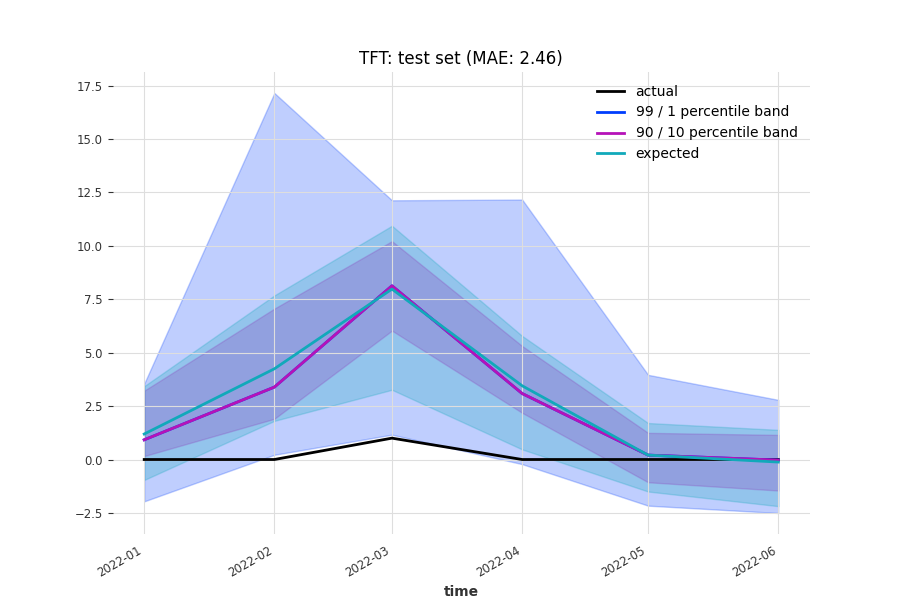 TFT: test set (MAE: 2.46)
actual
99 / 1 percentile band
90 / 10 percentile band
expected
17.5
15.0
12.5
10.0
7.5
5.0
2.5
0.0
−2.5
2022-01
2022-02
2022-03
2022-04
2022-05
2022-06
time